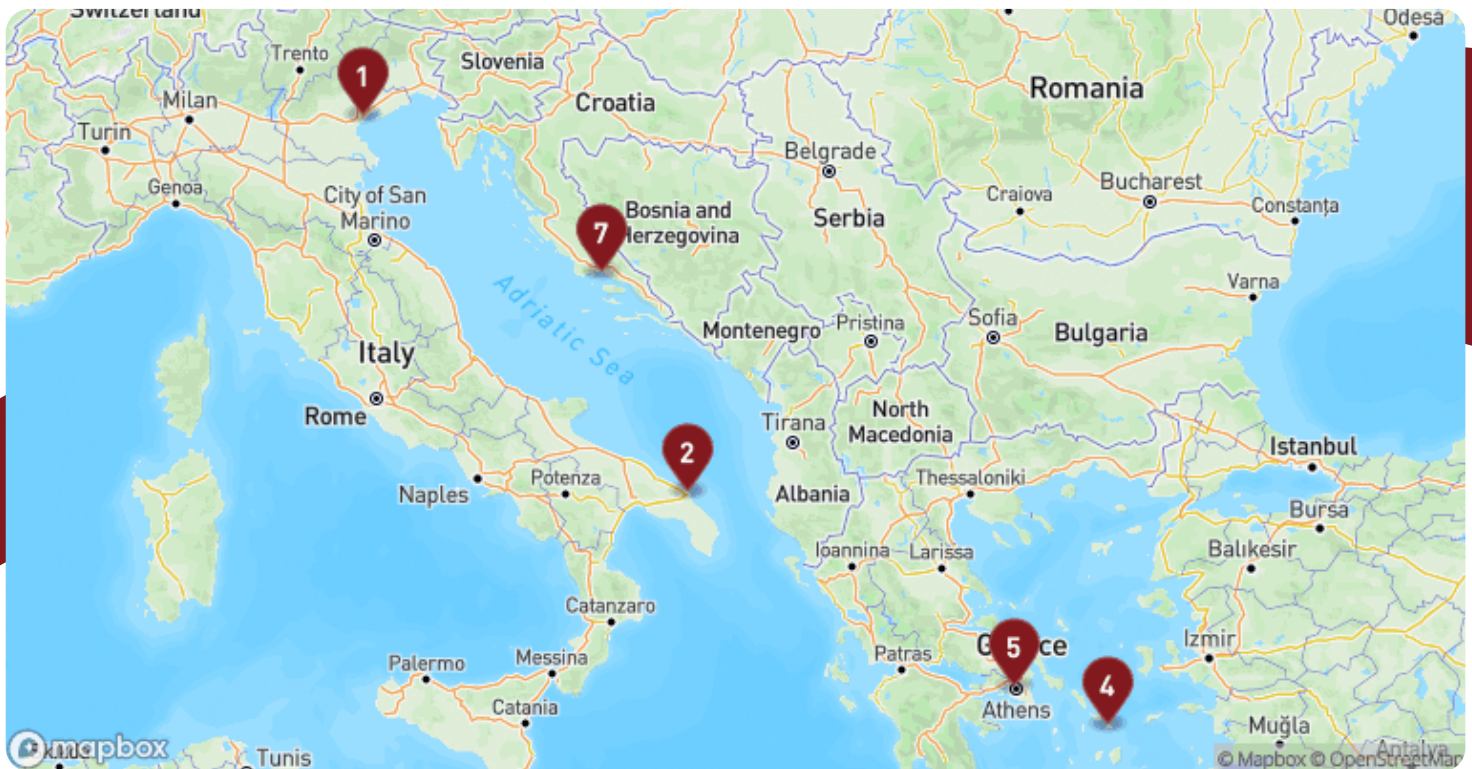 Switzerland
Odesa
Trento
Slovenia
1
Croatia
Romania
Milan
Turin
Belgrade
Genoa
City of San
Marino
Bosnia and
Herzegovina
7
Serbia
Craiova
Bucharest
Constanța
Adriatic Sea
Varna
Montenegro
Pristina
Sofia
Bulgaria
Italy
Rome
Tirana
North
Macedonia
2
Istanbul
Naples
Potenza
Albania
Thessaloniki
Bursa
Ioannina
Larissa
Balıkesir
Catanzaro
Palermo
Messina
Patras
Greece
5
Izmir
4
Catania
Athens
Muğla
mapbox
Tunis
Antalya
© Mapbox © OpenStreetMap